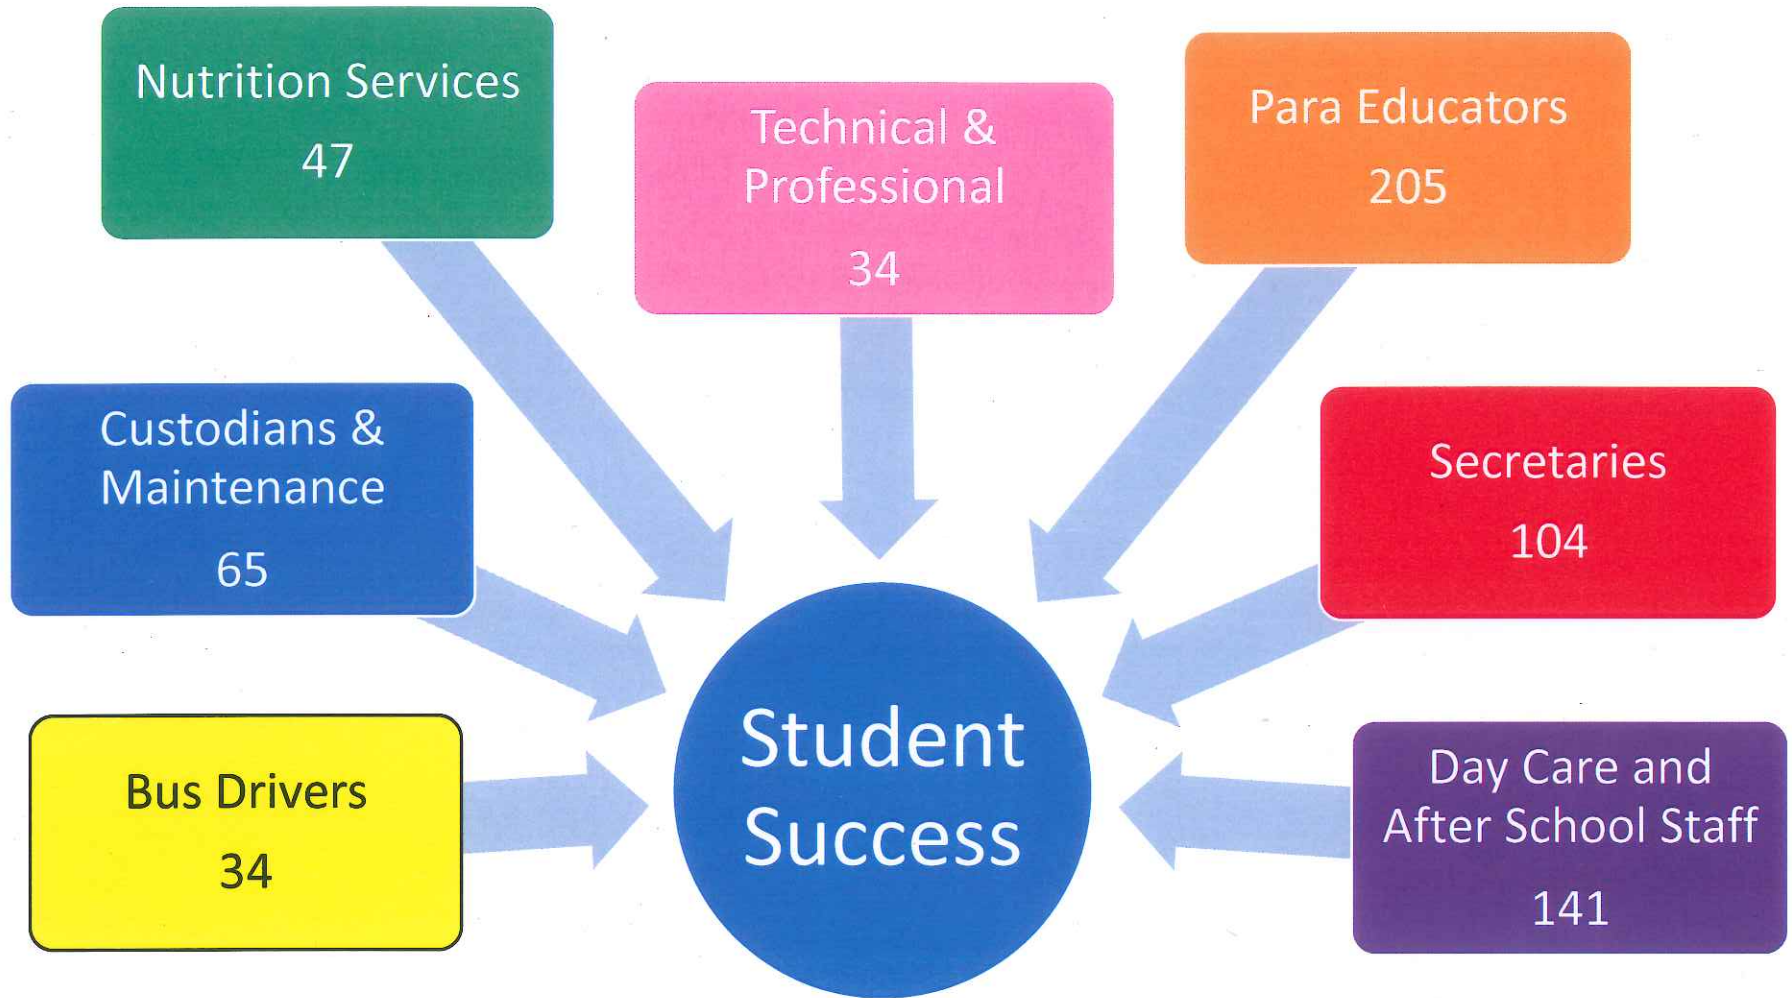 Nutrition Services
47
Technical &
Professional
34
Para Educators
205
Custodians &
Maintenance
65
Secretaries
104
Bus Drivers
34
Student
Success
Day Care and
After School Staff
141